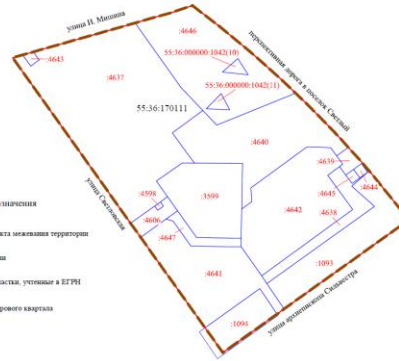 улица И. Мишина
:4646
перспективная дорога в поселок Светлый
:4643
55:36:000000:1042(10)
:4637
55:36:000000:1042(11)
55:36:170111
:4640
:4639
:4644
:4645
:4598
:3599
:4606
:4642
:4638
:4647
улица Светловская
:4641
:1093
:1094
улица архиепископа Сильвестра
значения
кта межевания территории
ии
астки, учтенные в ЕГРН
рового квартала